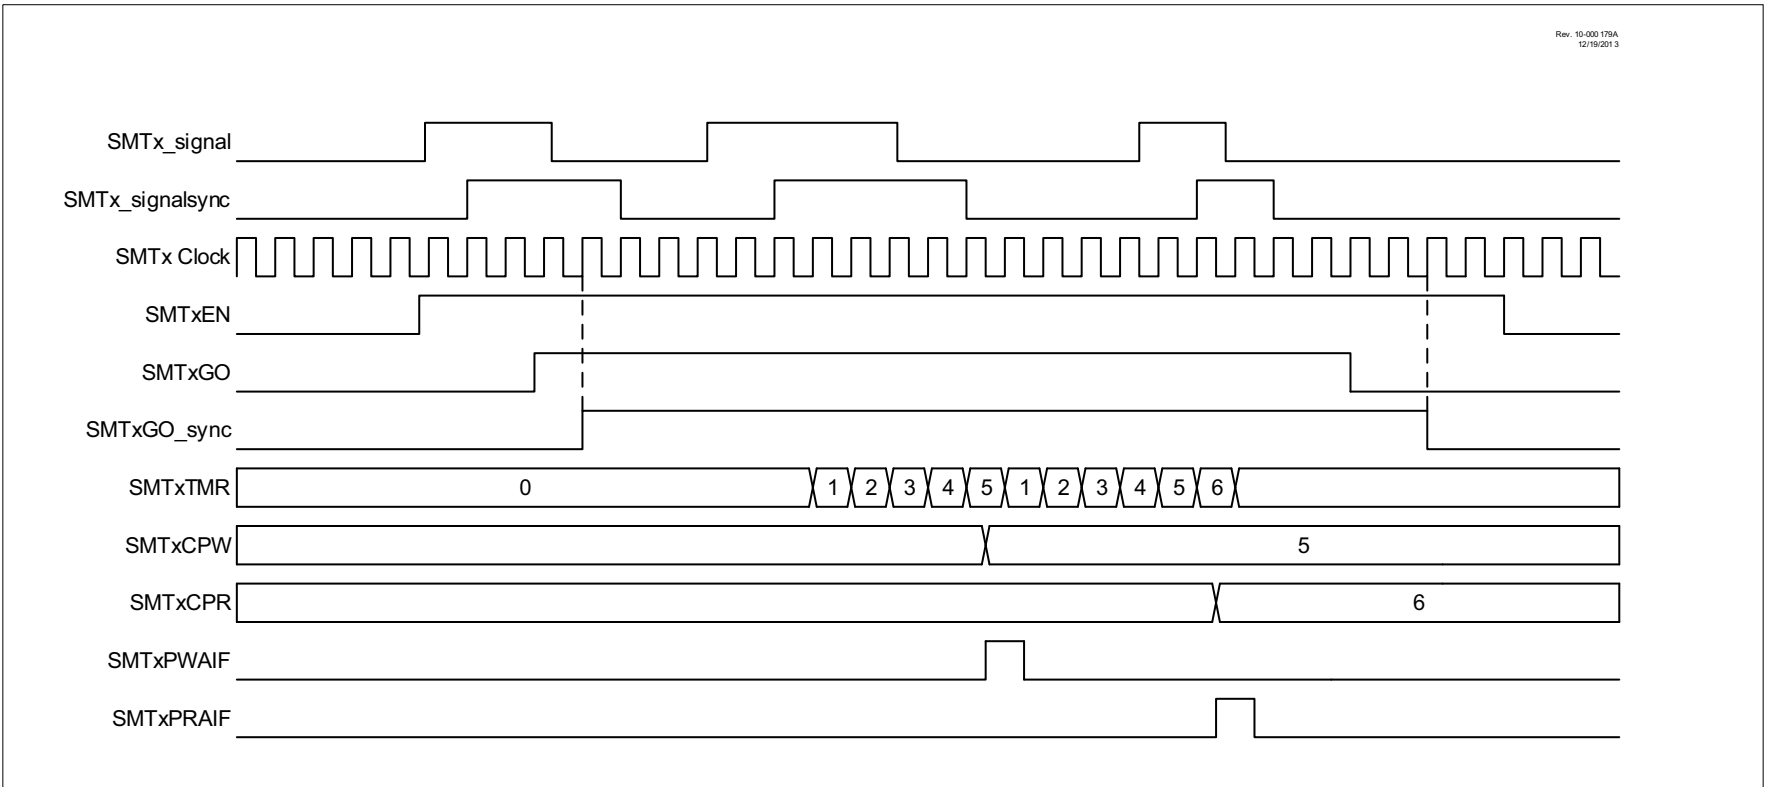 Rev. 10-000 179A
12/19/201 3
SMTx_signal
SMTx_signalsync
SMTx Clock
SMTxEN
SMTxGO
SMTxGO_sync
SMTxTMR 0 1 2 3 4 5 1 2 3 4 5 6
SMTxCPW 5
SMTxCPR 6
SMTxPWAIF
SMTxPRAIF